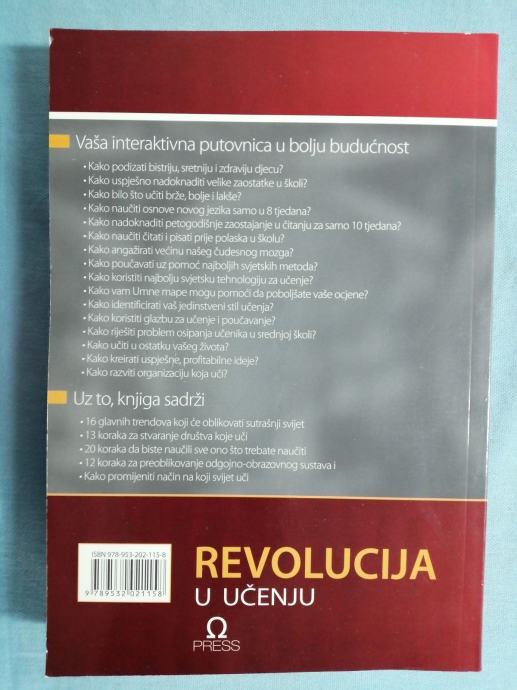 Vaša interaktivna putovnica u bolju budućnost
• Kako podizati bistriju, sretniju i zdraviju djecu?
• Kako uspješno nadoknaditi velike zaostatke u školi?
• Kako bilo što učiti brže, bolje i lakše?
• Kako naučiti osnove novog jezika samo u 8 tjedana?
• Kako nadoknaditi petogodišnje zaostajanje u čitanju za samo 10 tjedana?
• Kako naučiti čitati i pisati prije polaska u školu?
• Kako angažirati većinu našeg čudesnog mozga?
• Kako poučavati uz pomoć najboljih svjetskih metoda?
• Kako koristiti najbolju svjetsku tehnologiju za učenje?
• Kako vam Umne mape mogu pomoći da poboljšate vaše ocjene?
• Kako identificirati vaš jedinstveni stil učenja?
• Kako koristiti glazbu za učenje i poučavanje?
• Kako riješiti problem osipanja učenika u srednjoj školi?
• Kako učiti u ostatku vašeg života?
• Kako kreirati uspješne, profitabilne ideje?
• Kako razviti organizaciju koja uči?
Uz to, knjiga sadrži
• 16 glavnih trendova koji će oblikovati sutrašnji svijet
• 13 koraka za stvaranje društva koje uči
• 20 koraka da biste naučili sve ono što trebate naučiti
• 12 koraka za preoblikovanje odgojno-obrazovnog sustava i
• Kako promijeniti način na koji svijet uči
ISBN 978-953-202-115-8
9 789532 021158
REVOLUCIJA
U UČENJU
Ω
PRESS